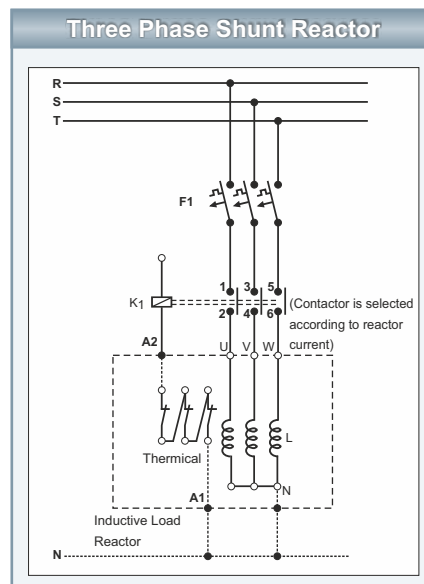 Three Phase Shunt Reactor
R
S
T
F1
1 3 5
K1
2 4 6
(Contactor is selected
according to reactor
current)
A2
U V W
L
Thermical
N
A1
Inductive Load
Reactor
N